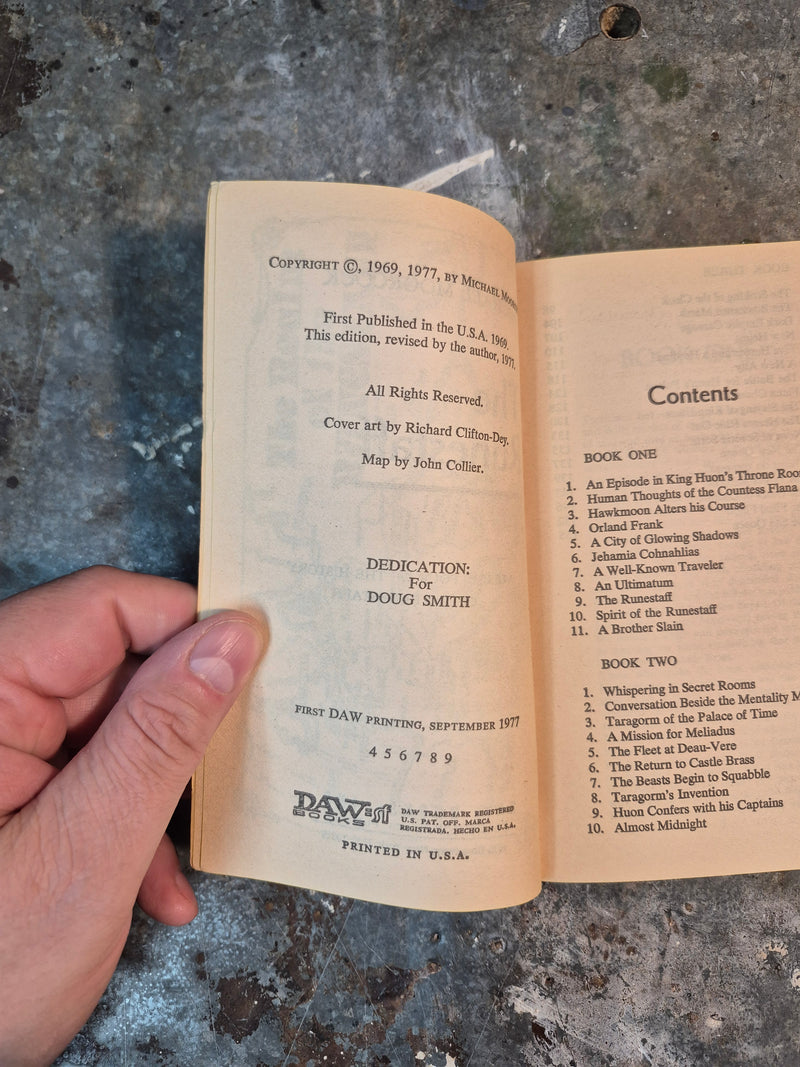 COPYRIGHT ©, 1969, 1977, BY MICHAEL
First Published in the U.S.A. 1969.
This edition, revised by the author, 1977.
All Rights Reserved.
Cover art by Richard Clifton-Dey.
Map by John Collier.
DEDICATION:
For
DOUG SMITH
FIRST DAW PRINTING, SEPTEMBER 1977
4 5 6 7 8 9
DAW sf
BOOKS
DAW TRADEMARK REGISTERED
U.S. PAT. OFF. MARCA
REGISTRADA. HECHO EN U.S.A.
PRINTED IN U.S.A.
Contents
BOOK ONE
1. An Episode in King Huon's Throne
2. Human Thoughts of the Countess Flana
3. Hawkmoon Alters his Course
4. Orland Frank
5. A City of Glowing Shadows
6. Jehamia Cohnahlias
7. A Well-Known Traveler
8. An Ultimatum
9. The Runestaff
10. Spirit of the Runestaff
11. A Brother Slain
BOOK TWO
1. Whispering in Secret Rooms
2. Conversation Beside the Mentality
3. Taragorm of the Palace of Time
4. A Mission for Meliadus
5. The Fleet at Deau-Vere
6. The Return to Castle Brass
7. The Beasts Begin to Squabble
8. Taragorm's Invention
9. Huon Confers with his Captains
10. Almost Midnight